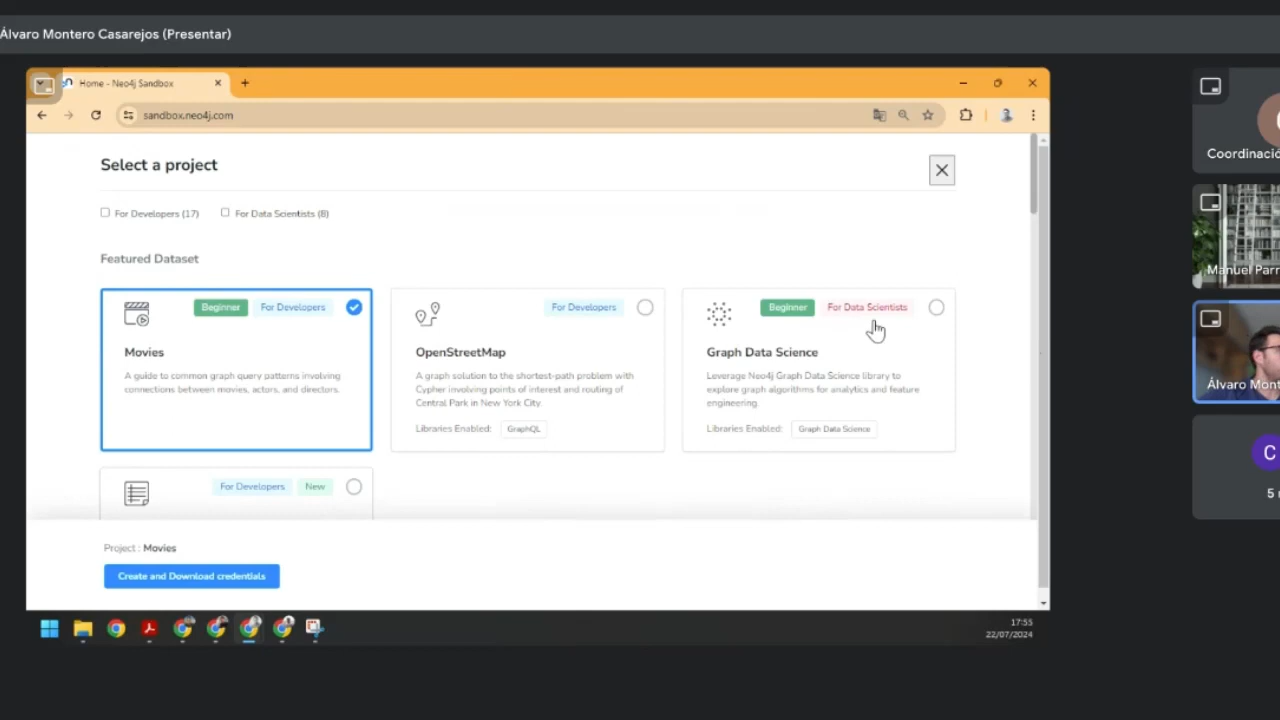 Álvaro Montero Casarejos (Presentar)
Home - Neo4j Sandbox
sandbox.neo4j.com
Select a project
For Developers (17)
For Data Scientists (8)
Featured Dataset
Beginner
For Developers
Movies
A guide to common graph query patterns involving
connections between movies, actors, and directors.
For Developers
OpenStreetMap
A graph solution to the shortest-path problem with
Cypher involving points of interest and routing of
Central Park in New York City.
Libraries Enabled:
GraphQL
Beginner
For Data Scientists
Graph Data Science
Leverage Neo4j Graph Data Science library to
explore graph algorithms for analytics and feature
engineering.
Libraries Enabled:
Graph Data Science
For Developers
New
Project : Movies
Create and Download credentials
17:55
22/07/2024
Coordinació
Manuel Parr
Álvaro Mont
C
5